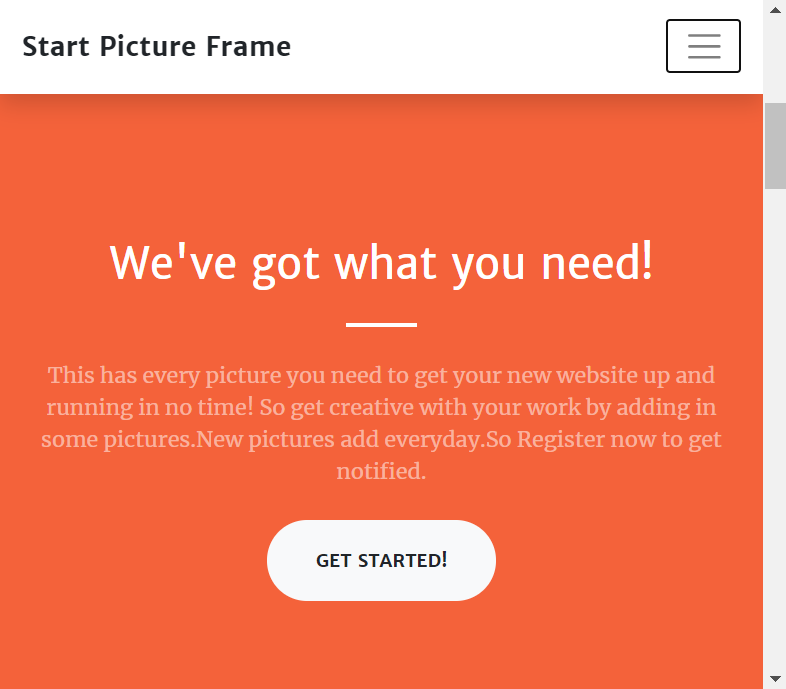 Start Picture Frame
We've got what you need!
This has every picture you need to get your new website up and
running in no time! So get creative with your work by adding in
some pictures.New pictures add everyday.So Register now to get
notified.
GET STARTED!